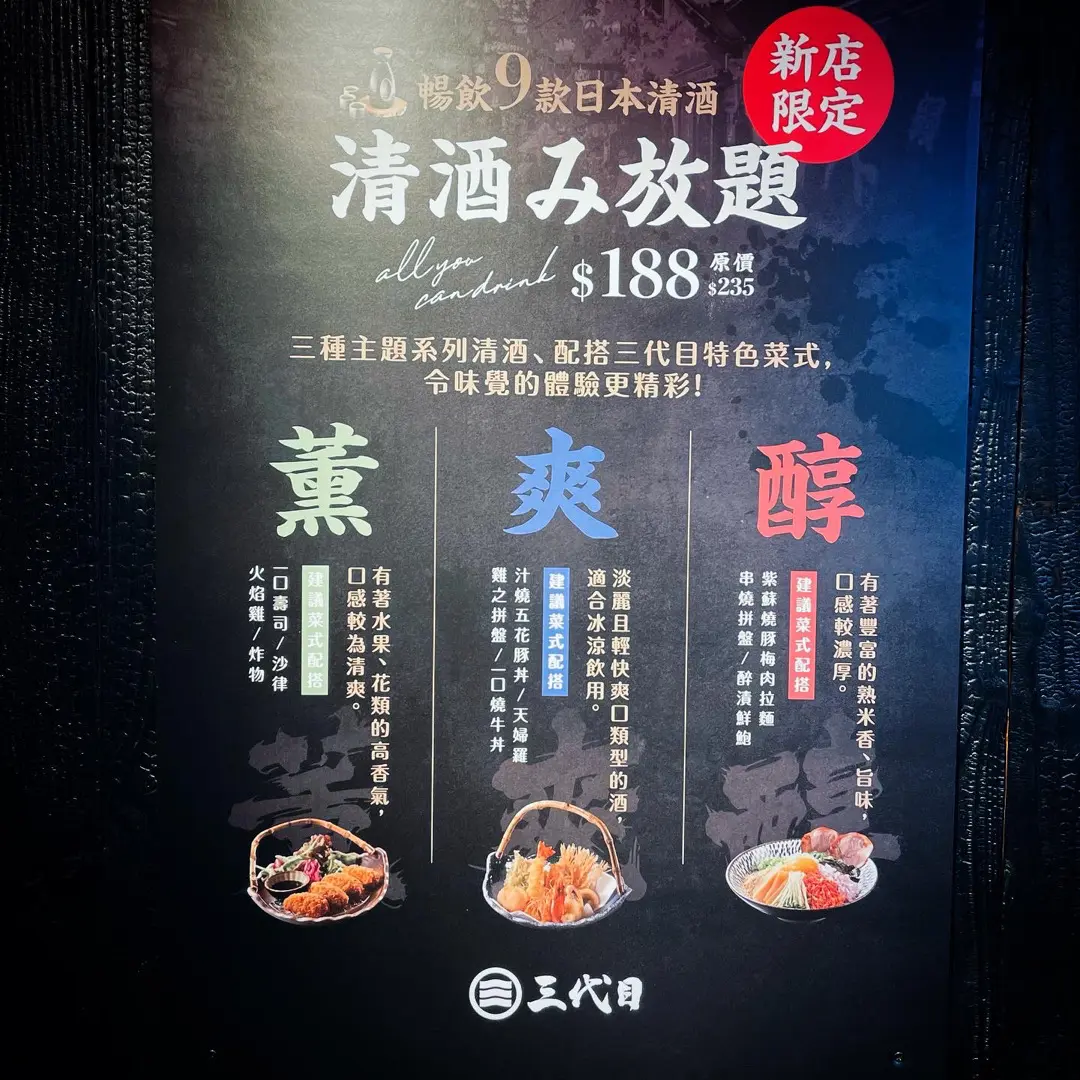 暢飲9款日本清酒
新店
限定
清酒み放題
all you
can drink
$188
原價
$235
三種主題系列清酒、配搭三代目特色菜式,
令味覺的體驗更精彩!
薰
有著水果、花類的高香氣,
口感較為清爽。
建議菜式配搭
一口壽司/沙律
火焰雞/炸物
爽
淡麗且輕快爽口類型的酒,
適合冰涼飲用。
建議菜式配搭
汁燒五花豚丼/天婦羅
雞之拼盤/一口燒牛丼
醇
有著豐富的熟米香、旨味,
口感較濃厚。
建議菜式配搭
紫蘇燒豚梅肉拉麵
串燒拼盤/醉漬鮮鮑
薰
爽
醇
三代目